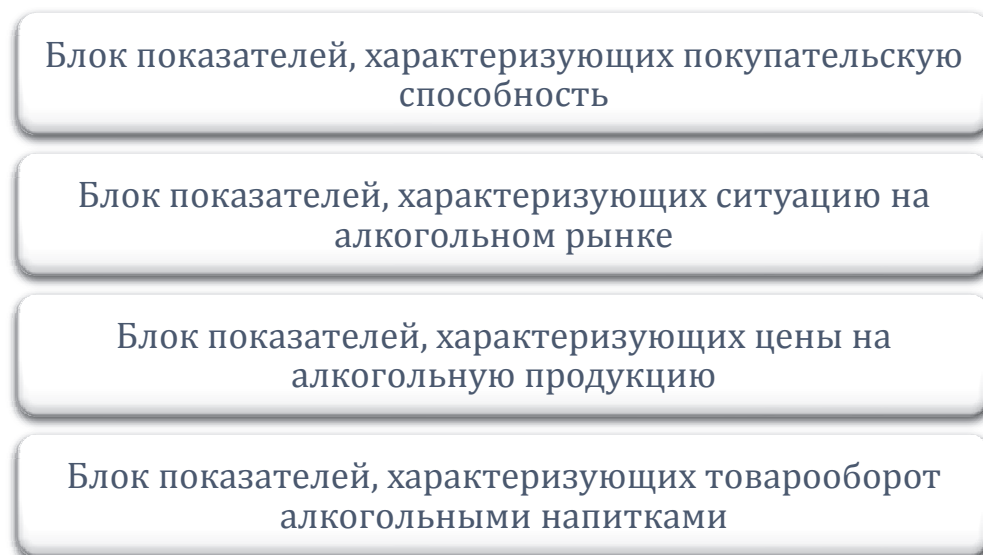 Блок показателей, характеризующих покупательскую
способность
Блок показателей, характеризующих ситуацию на
алкогольном рынке
Блок показателей, характеризующих цены на
алкогольную продукцию
Блок показателей, характеризующих товарооборот
алкогольными напитками